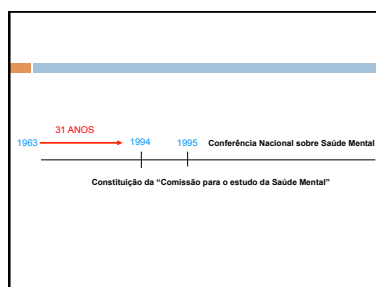 31 ANOS
1963 1994 1995 Conferência Nacional sobre Saúde Mental
Constituição da “Comissão para o estudo da Saúde Mental”